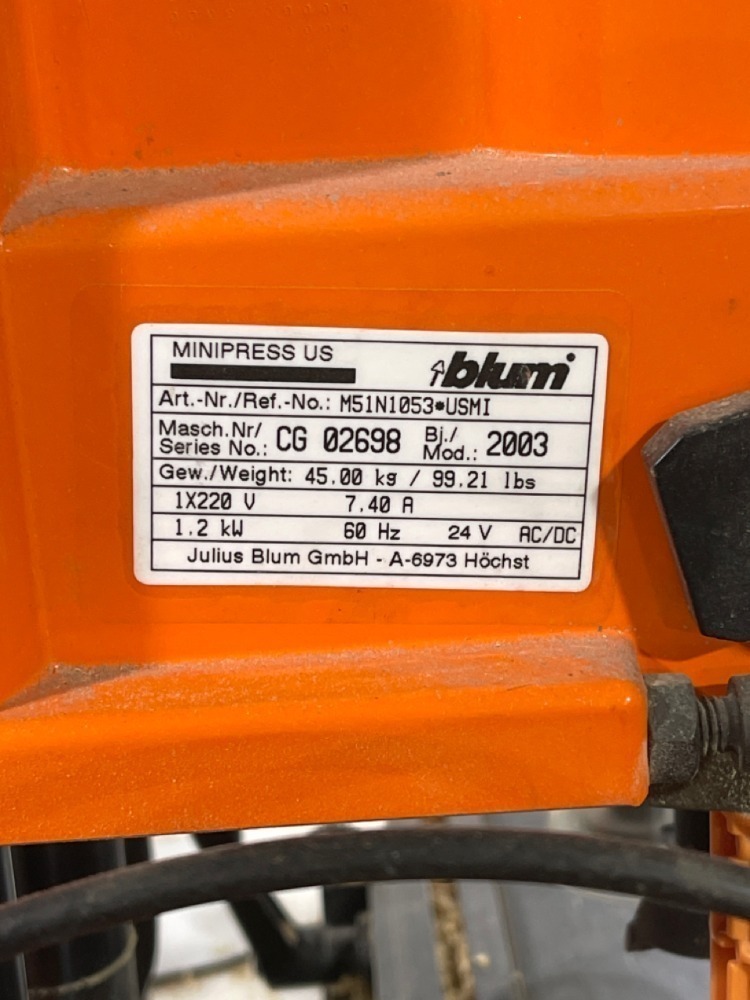 MINIPRESS US
blum
Art.-Nr./Ref.-No.: M51N1053*USMI
Masch.Nr/
Series No.: CG 02698 Bj./
Mod.: 2003
Gew./Weight: 45.00 kg / 99.21 lbs
1X220 V 7.40 A
1.2 kW 60 Hz 24 V AC/DC
Julius Blum GmbH - A-6973 Höchst